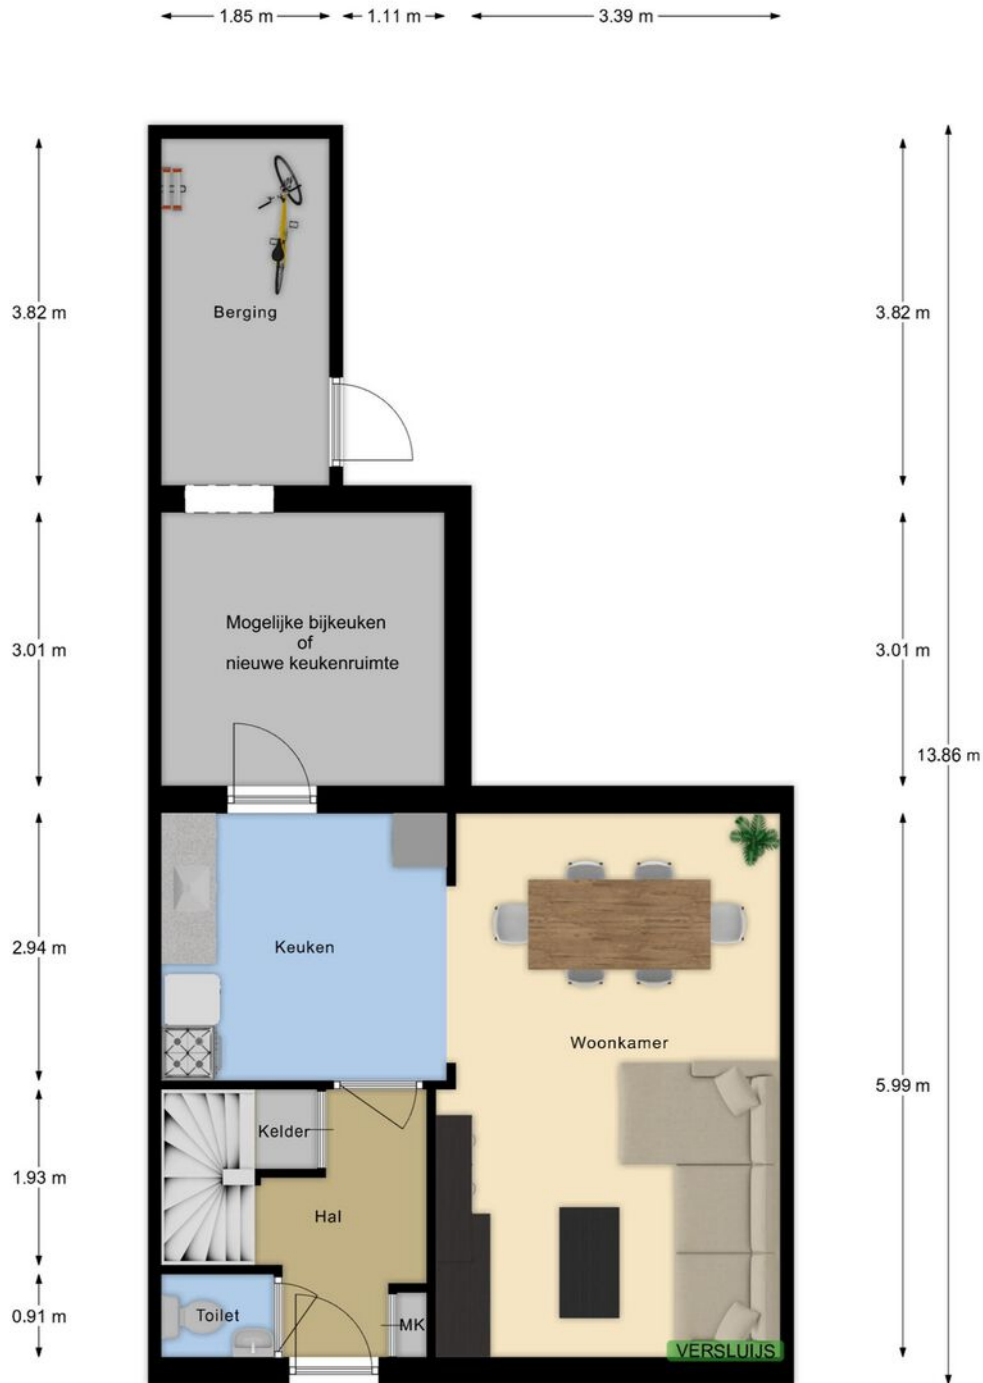 1.85 m
1.11 m
3.39 m
3.82 m
Berging
3.82 m
3.01 m
Mogelijke bijkeuken
of
nieuwe keukenruimte
3.01 m
13.86 m
2.94 m
Keuken
Woonkamer
5.99 m
Kelder
1.93 m
Hal
0.91 m
Toilet
MK
VERSLUIJS